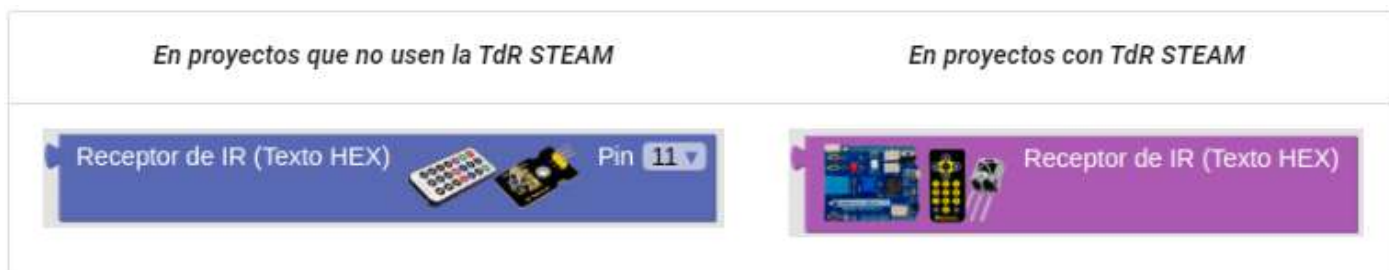 En proyectos que no usen la TdR STEAM
En proyectos con TdR STEAM
Receptor de IR (Texto HEX) Pin 11
Receptor de IR (Texto HEX)